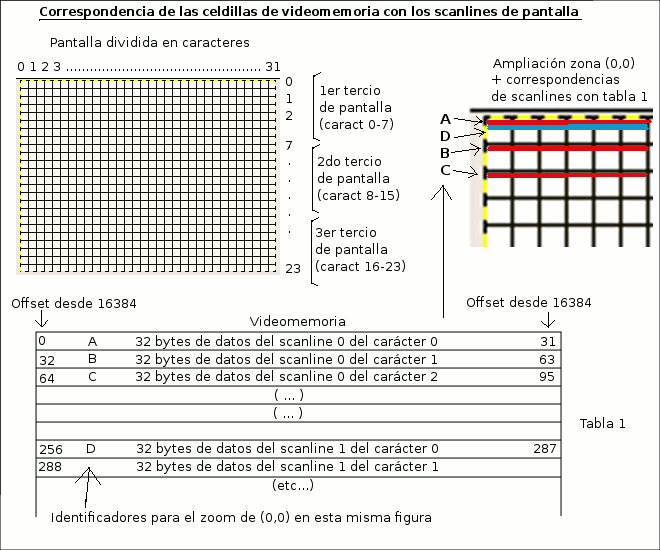 Correspondencia de las celdillas de videomemoria con los scanlines de pantalla
Pantalla dividida en caracteres
0 1 2 3 ................................................ 31
0
1
2
7
.
.
.
.
.
23
1er tercio
de pantalla
(caract 0-7)
2do tercio
de pantalla
(caract 8-15)
3er tercio
de pantalla
(caract 16-23)
Ampliación zona (0,0)
+ correspondencias
de scanlines con tabla 1
A
D
B
C
Offset desde 16384
Videomemoria
Offset desde 16384
0 A 32 bytes de datos del scanline 0 del carácter 0 31
32 B 32 bytes de datos del scanline 0 del carácter 1 63
64 C 32 bytes de datos del scanline 0 del carácter 2 95
( ... )
( ... )
256 D 32 bytes de datos del scanline 1 del carácter 0 287
288 32 bytes de datos del scanline 1 del carácter 1
(etc...)
Tabla 1
Identificadores para el zoom de (0,0) en esta misma figura